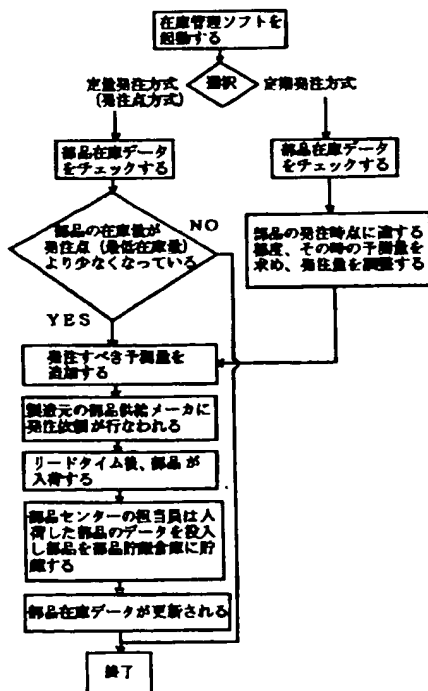 在庫管理ソフトを
起動する
選択
定量発注方式
(発注点方式)
定期発注方式
部品在庫データ
をチェックする
部品在庫データ
をチェックする
部品の在庫量が
発注点(最低在庫量)
より少なくなっている
NO
YES
部品の発注時点に達する
都度、その時の予測量を
求め、発注量を調整する
発注すべき予測量を
追加する
製造元の部品供給メーカに
発注依頼が行なわれる
リードタイム後、部品が
入荷する
部品センターの担当員は入
荷した部品のデータを投入
し部品を部品貯蔵倉庫に貯
蔵する
部品在庫データが更新される
終了